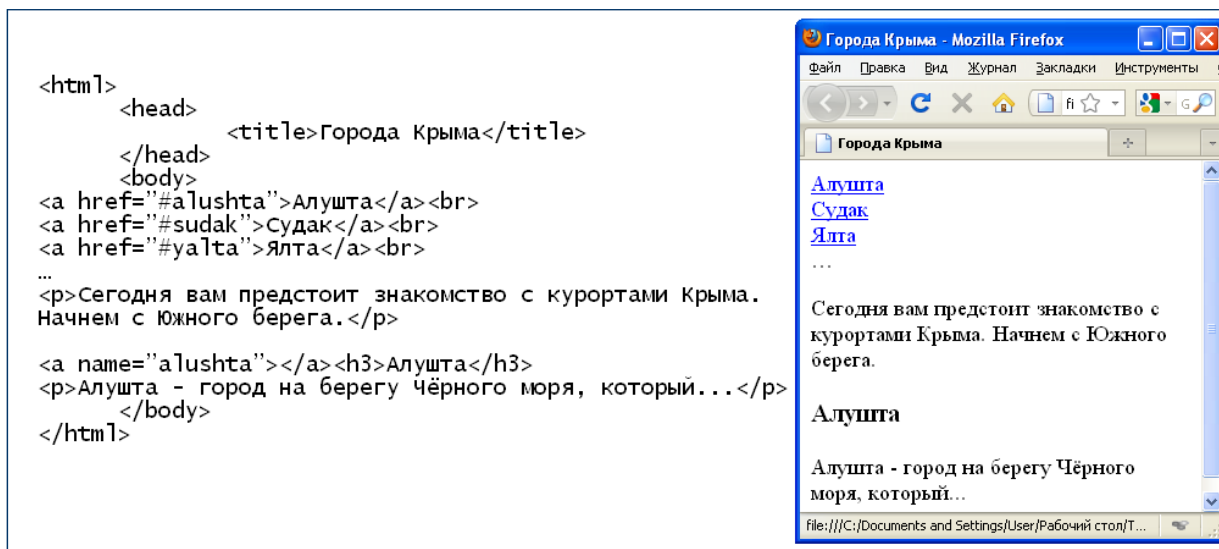 <html>
<head>
<title>Города Крыма</title>
</head>
<body>
<a href=”#alushta”>Алушта</a><br>
<a href=”#sudak”>Судак</a><br>
<a href=”#yalta”>Ялта</a><br>
…
<p>Сегодня вам предстоит знакомство с курортами Крыма.
Начнем с Южного берега.</p>
<a name=”alushta”></a><h3>Алушта</h3>
<p>Алушта - город на берегу Чёрного моря, который...</p>
</body>
</html>
Города Крыма - Mozilla Firefox
Файл Правка Вид Журнал Закладки Инструменты
fi G
Города Крыма
Алушта
Судак
Ялта
…
Сегодня вам предстоит знакомство с
курортами Крыма. Начнем с Южного
берега.
Алушта
Алушта - город на берегу Чёрного
моря, который...
file:///C:/Documents and Settings/User/Рабочий стол/Т...